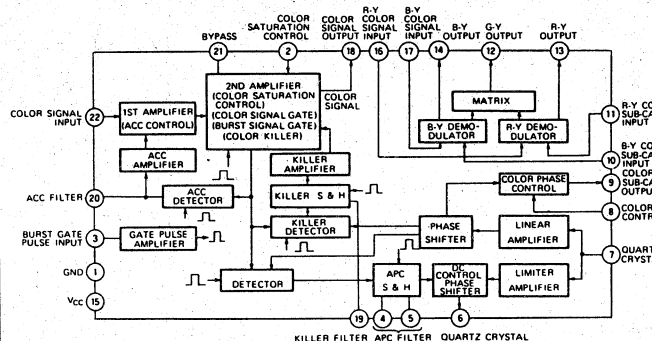 BYPASS
COLOR SATURATION CONTROL
COLOR SIGNAL OUTPUT
R-Y COLOR SIGNAL INPUT
B-Y COLOR SIGNAL INPUT
B-Y OUTPUT
G-Y OUTPUT
R-Y OUTPUT
21
2
18
16
17
14
12
13
2ND AMPLIFIER
(COLOR SATURATION
CONTROL)
(COLOR SIGNAL GATE)
(BURST SIGNAL GATE)
(COLOR KILLER)
COLOR
SIGNAL
MATRIX
COLOR SIGNAL
INPUT
22
1ST AMPLIFIER
(ACC CONTROL)
B-Y DEMO-
DULATOR
R-Y DEMO-
DULATOR
11
R-Y CO
SUB-CA
INPUT
ACC
AMPLIFIER
KILLER
AMPLIFIER
10
B-Y CO
SUB-CA
INPUT
ACC FILTER
20
ACC
DETECTOR
KILLER S & H
COLOR PHASE
CONTROL
9
COLOR
SUB-CA
OUTPUT
BURST GATE
PULSE INPUT
3
GATE PULSE
AMPLIFIER
KILLER
DETECTOR
PHASE
SHIFTER
LINEAR
AMPLIFIER
8
COLOR
CONTR
7
QUART
CRYST
GND
1
DETECTOR
APC
S & H
DC
CONTROL
PHASE
SHIFTER
LIMITER
AMPLIFIER
VCC
15
19
4
5
6
KILLER FILTER
APC FILTER
QUARTZ CRYSTAL